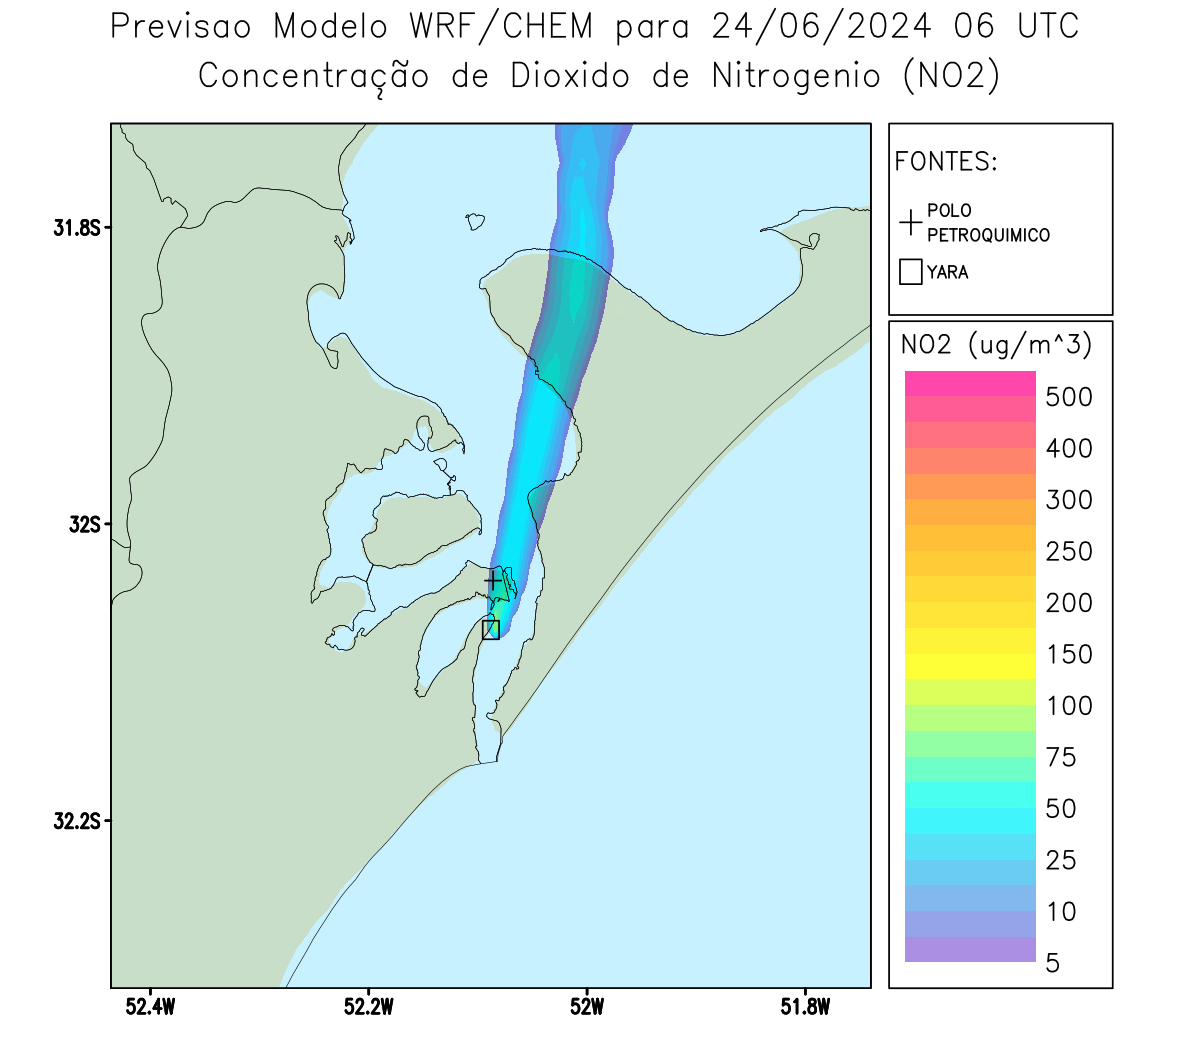 Previsao Modelo WRF/CHEM para 24/06/2024 06 UTC
Concentração de Dioxido de Nitrogenio (NO2)
FONTES:
POLO
PETROQUIMICO
YARA
NO2 (ug/m^3)
500
400
300
250
200
150
100
75
50
25
10
5
31.8S
32S
32.2S
52.4W
52.2W
52W
51.8W